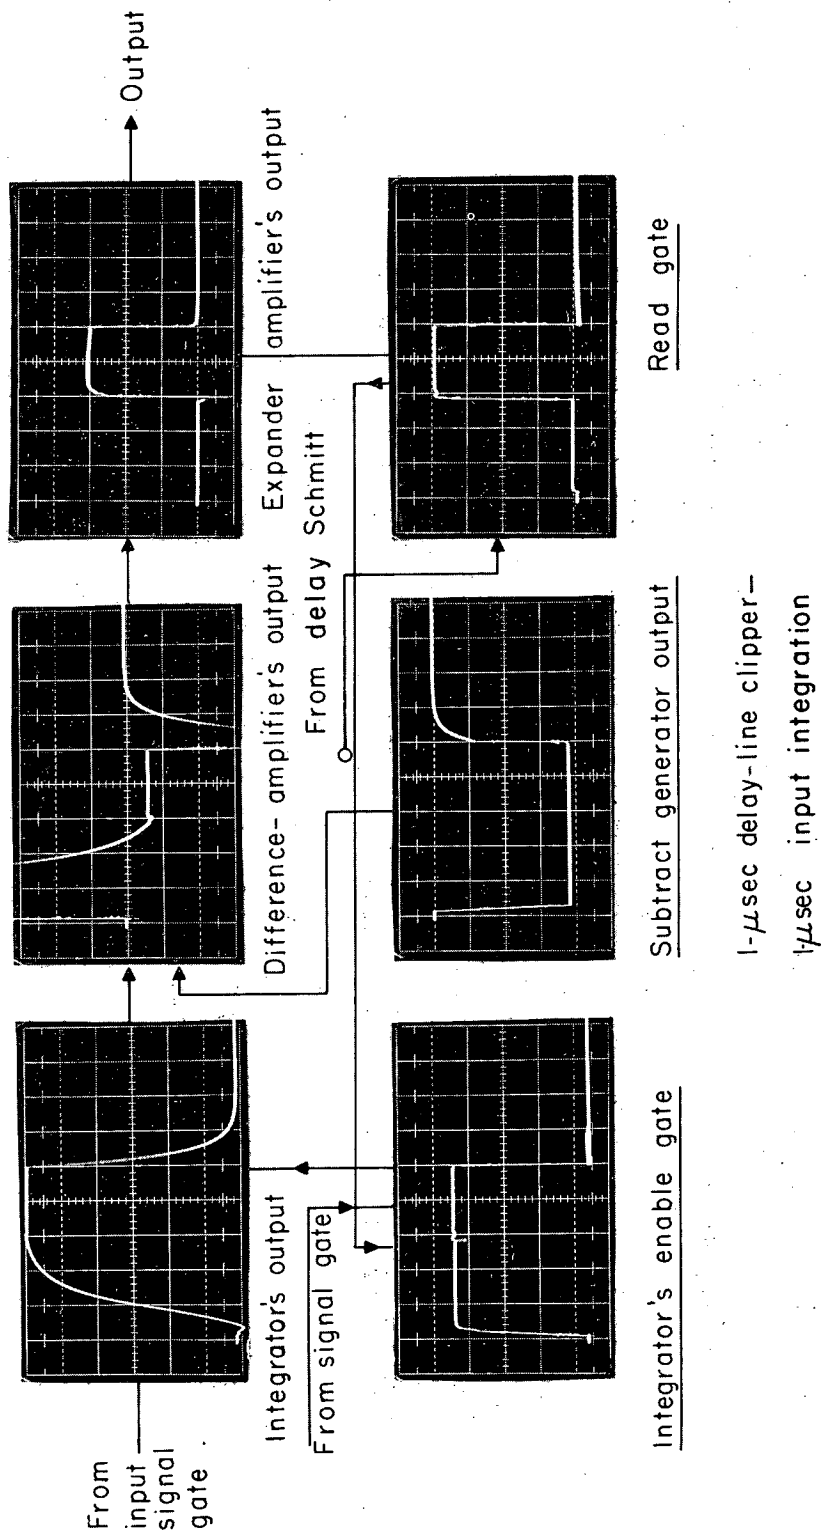 From
input
signal
gate
Output
Integrator's output
Difference-amplifier's output
Expander amplifier's output
From signal gate
From delay Schmitt
Integrator's enable gate
Subtract generator output
Read gate
1-μsec delay-line clipper—
1-μsec input integration